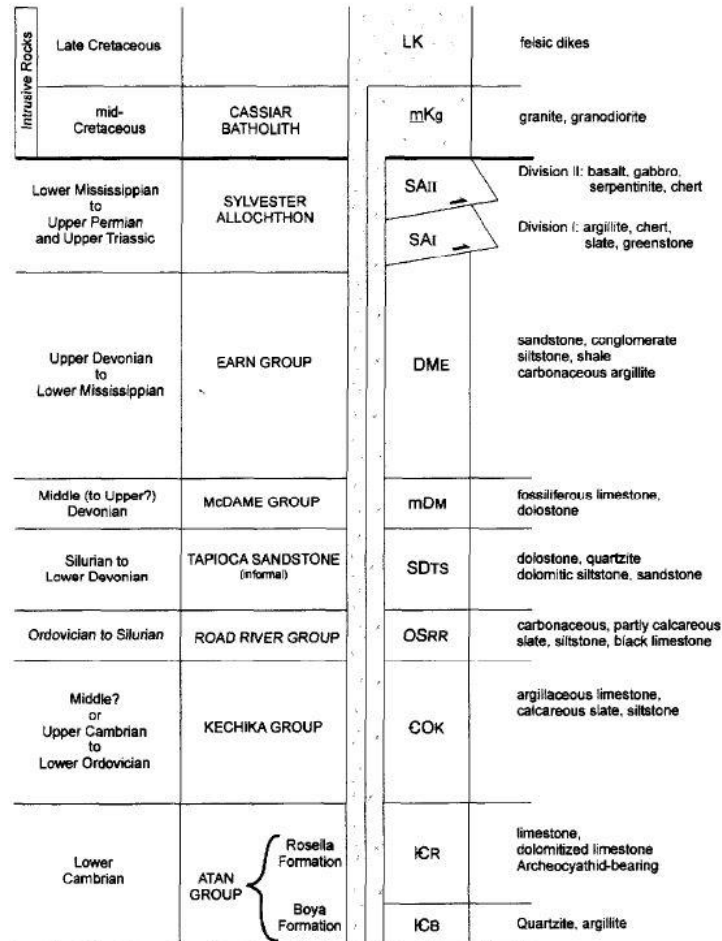 Intrusive Rocks
Late Cretaceous
LK
felsic dikes
mid-
Cretaceous
CASSIAR
BATHOLITH
mKg
granite, granodiorite
Lower Mississippian
to
Upper Permian
and Upper Triassic
SYLVESTER
ALLOCHTHON
SAII
Division II: basalt, gabbro,
serpentinite, chert
SAI
Division I: argillite, chert,
slate, greenstone
Upper Devonian
to
Lower Mississippian
EARN GROUP
DME
sandstone, conglomerate
siltstone, shale
carbonaceous argillite
Middle (to Upper?)
Devonian
McDAME GROUP
mDM
fossiliferous limestone,
dolostone
Silurian to
Lower Devonian
TAPIOCA SANDSTONE
(informal)
SDTS
dolostone, quartzite
dolomitic siltstone, sandstone
Ordovician to Silurian
ROAD RIVER GROUP
OSRR
carbonaceous, partly calcareous
slate, siltstone, black limestone
Middle?
or
Upper Cambrian
to
Lower Ordovician
KECHIKA GROUP
ЄOK
argillaceous limestone,
calcareous slate, siltstone
Lower
Cambrian
ATAN
GROUP
Rosella
Formation
lЄR
limestone,
dolomitized limestone
Archeocyathid-bearing
Boya
Formation
lЄB
Quartzite, argillite